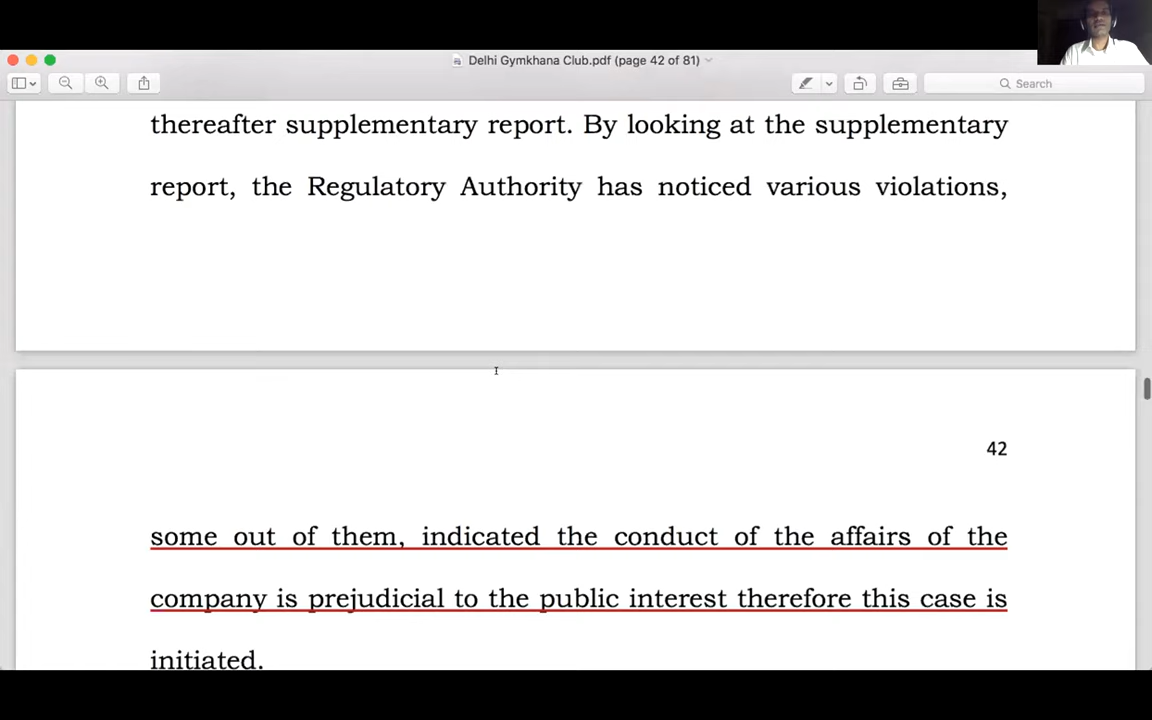 Delhi Gymkhana Club.pdf (page 42 of 81)
Search
thereafter supplementary report. By looking at the supplementary
report, the Regulatory Authority has noticed various violations,
42
some out of them, indicated the conduct of the affairs of the
company is prejudicial to the public interest therefore this case is
initiated.